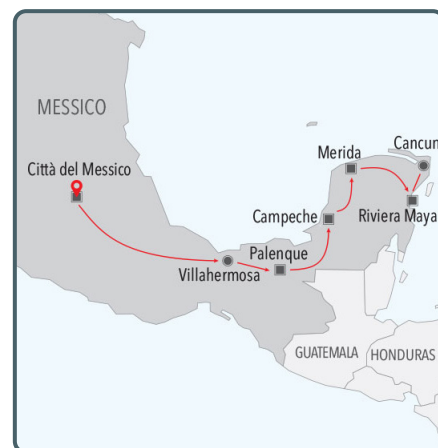 MESSICO
Città del Messico
Merida
Cancun
Campeche
Riviera Maya
Palenque
Villahermosa
GUATEMALA
HONDURAS